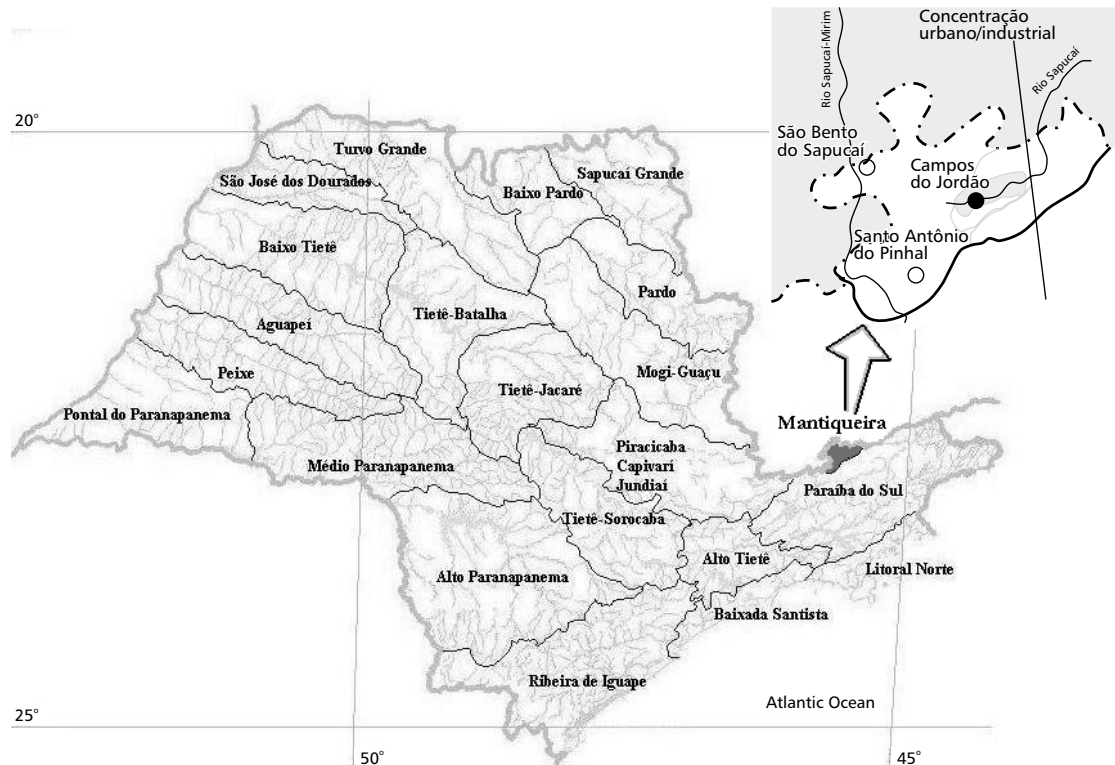 Concentração
urbano/industrial
Rio Sapucaí-Mirim
Rio Sapucaí
São Bento
do Sapucaí
Campos
do Jordão
Santo Antônio
do Pinhal
20°
Turvo Grande
São José dos Dourados
Baixo Pardo
Sapucaí Grande
Baixo Tietê
Pardo
Tietê-Batalha
Aguapeí
Mogi-Guaçu
Peixe
Tietê-Jacaré
Pontal do Paranapanema
Mantiqueira
Piracicaba
Capivarí
Jundiaí
Médio Paranapanema
Paraíba do Sul
Tietê-Sorocaba
Alto Tietê
Litoral Norte
Alto Paranapanema
Baixada Santista
Ribeira de Iguape
Atlantic Ocean
25°
50°
45°